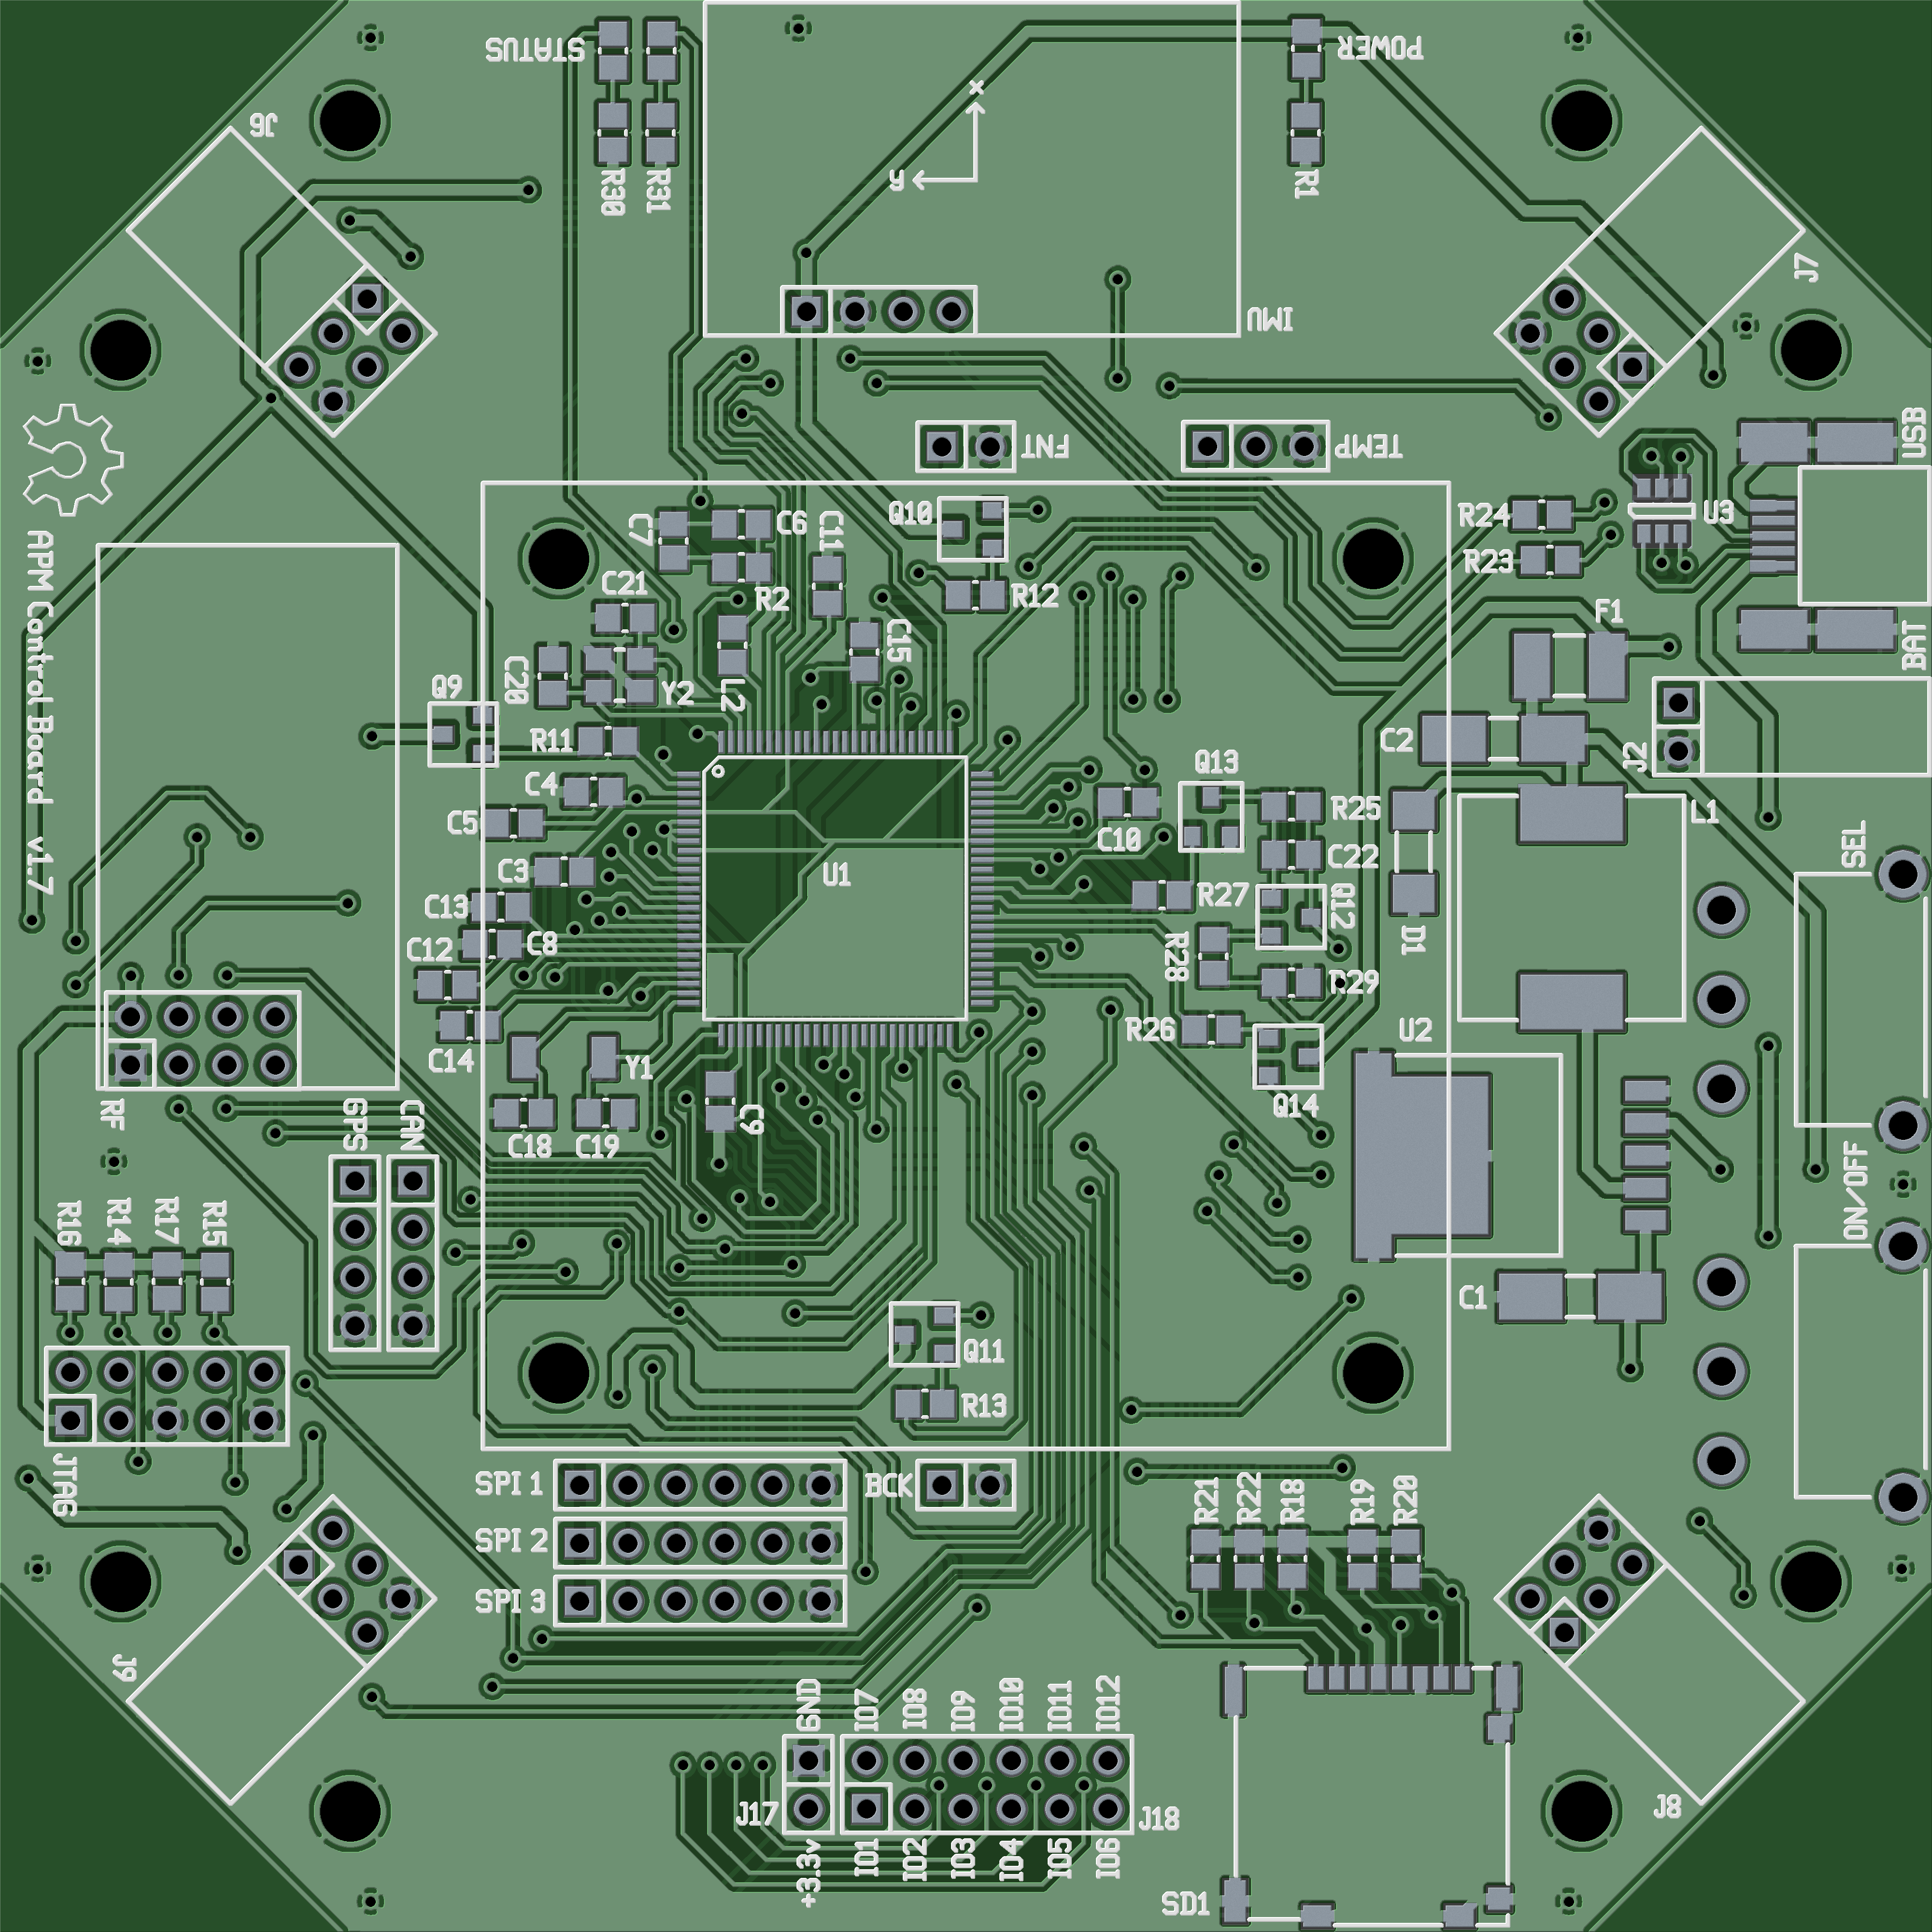 STATUS
POWER
J6
R30
R31
y
x
R1
J7
IMU
FNT
TEMP
USB
APM Control Board v1.7
C7
C6
C11
Q10
R24
U3
R23
C21
R2
R12
F1
C15
BAT
C20
Y2
L2
Q9
R11
C2
J2
Q13
C4
C5
R25
L1
C10
C22
SEL
C3
U1
R27
Q12
C13
C12
C8
R28
D1
R29
C14
Y1
R26
U2
RF
GPS
CAN
C18
C19
C9
Q14
R16
R14
R17
R15
ON/OFF
C1
Q11
R13
JTAG
SPI 1
BCK
R21
R22
R18
R19
R20
SPI 2
SPI 3
J9
GND
IO7
IO8
IO9
IO10
IO11
IO12
J17
J18
J8
+3.3v
IO1
IO2
IO3
IO4
IO5
IO6
SD1